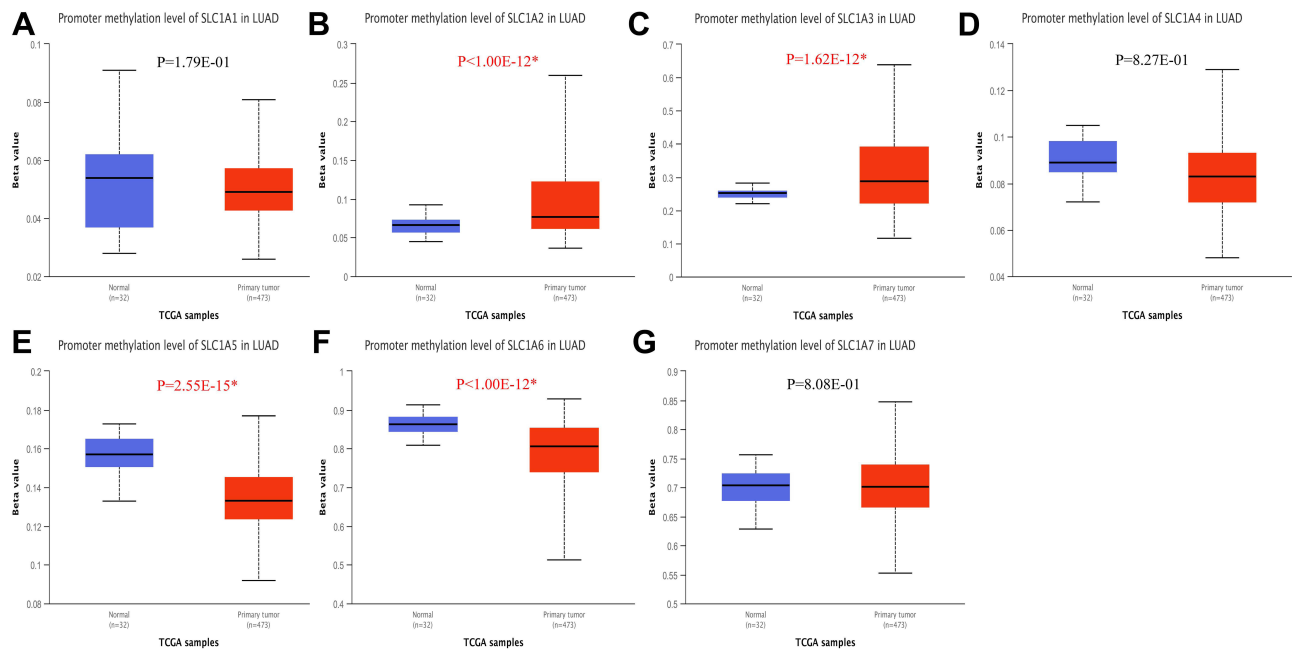 A
Promoter methylation level of SLC1A1 in LUAD
P=1.79E-01
Beta value
0.1
0.08
0.06
0.04
0.02
Normal
(n=32)
Primary tumor
(n=473)
TCGA samples
B
Promoter methylation level of SLC1A2 in LUAD
P<1.00E-12*
Beta value
0.3
0.25
0.2
0.15
0.1
0.05
0
Normal
(n=32)
Primary tumor
(n=473)
TCGA samples
C
Promoter methylation level of SLC1A3 in LUAD
P=1.62E-12*
Beta value
0.7
0.6
0.5
0.4
0.3
0.2
0.1
0
Normal
(n=32)
Primary tumor
(n=473)
TCGA samples
D
Promoter methylation level of SLC1A4 in LUAD
P=8.27E-01
Beta value
0.14
0.12
0.1
0.08
0.06
0.04
Normal
(n=32)
Primary tumor
(n=473)
TCGA samples
E
Promoter methylation level of SLC1A5 in LUAD
P=2.55E-15*
Beta value
0.2
0.18
0.16
0.14
0.12
0.1
0.08
Normal
(n=32)
Primary tumor
(n=473)
TCGA samples
F
Promoter methylation level of SLC1A6 in LUAD
P<1.00E-12*
Beta value
1
0.9
0.8
0.7
0.6
0.5
0.4
Normal
(n=32)
Primary tumor
(n=473)
TCGA samples
G
Promoter methylation level of SLC1A7 in LUAD
P=8.08E-01
Beta value
0.9
0.85
0.8
0.75
0.7
0.65
0.6
0.55
0.5
Normal
(n=32)
Primary tumor
(n=473)
TCGA samples